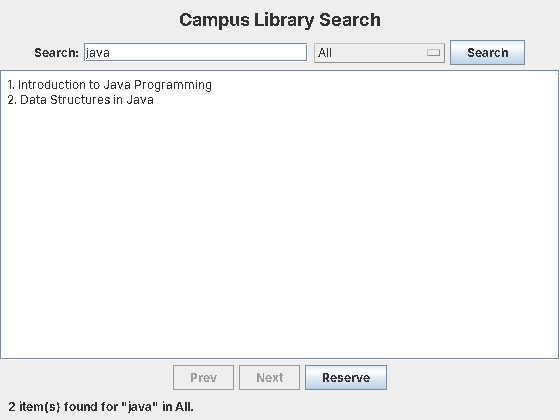 Campus Library Search
Search: java All Search
1. Introduction to Java Programming
2. Data Structures in Java
Prev Next Reserve
2 item(s) found for "java" in All.